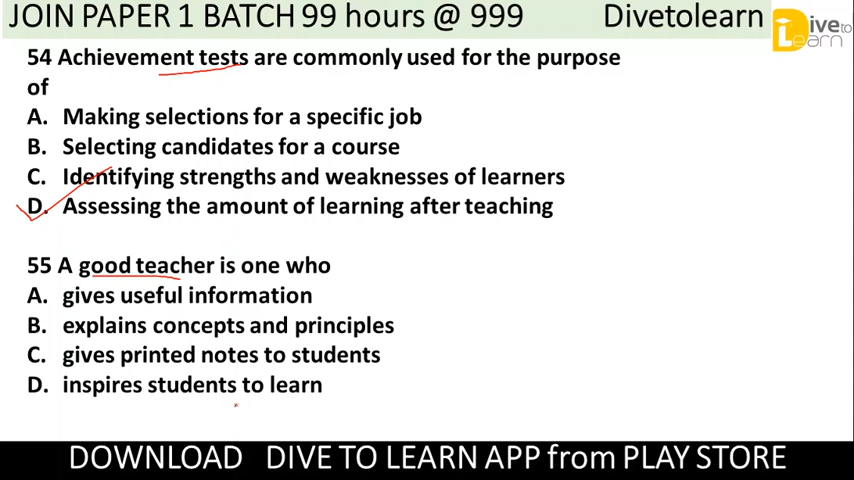 JOIN PAPER 1 BATCH 99 hours @ 999 Divetolearn
Dive to Learn
54 Achievement tests are commonly used for the purpose
of
A. Making selections for a specific job
B. Selecting candidates for a course
C. Identifying strengths and weaknesses of learners
D. Assessing the amount of learning after teaching
55 A good teacher is one who
A. gives useful information
B. explains concepts and principles
C. gives printed notes to students
D. inspires students to learn
DOWNLOAD DIVE TO LEARN APP from PLAY STORE